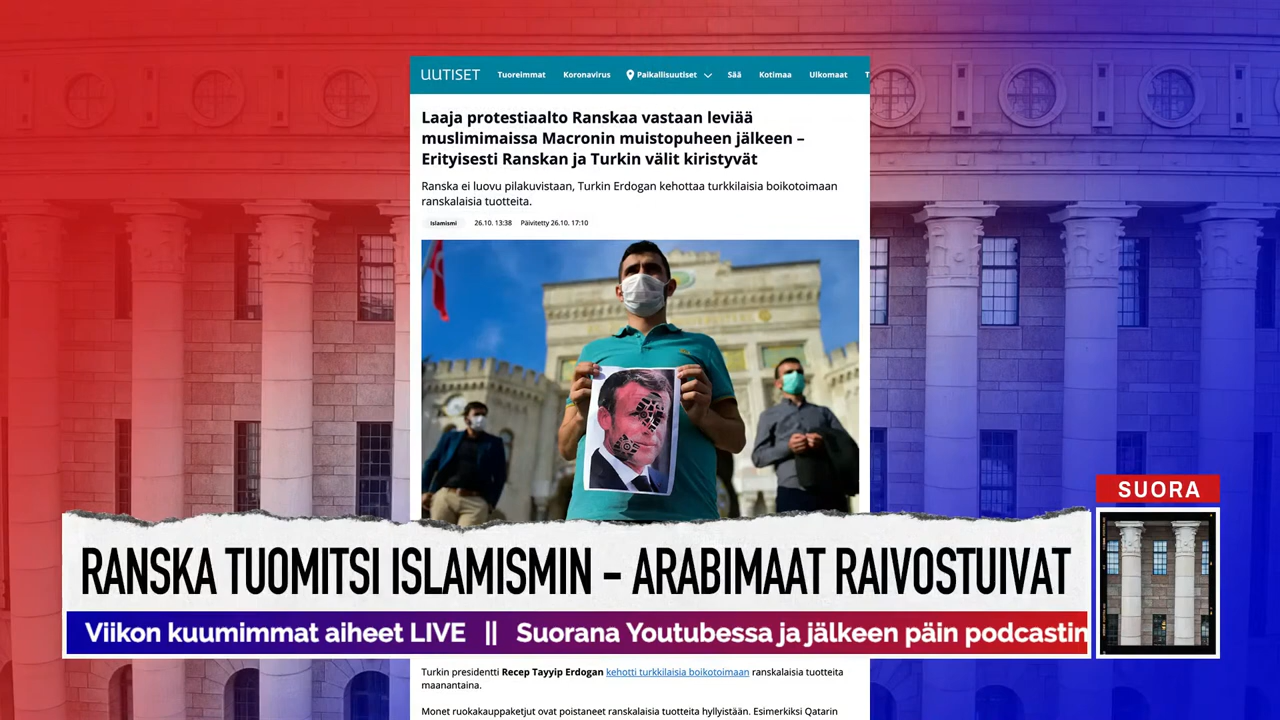 UUTISET Tuoreimmat Koronavirus Paikallisuutiset Sää Kotimaa Ulkomaat T
Laaja protestiaalto Ranskaa vastaan leviää
muslimimaissa Macronin muistopuheen jälkeen –
Erityisesti Ranskan ja Turkin välit kiristyvät
Ranska ei luovu pilakuvistaan, Turkin Erdogan kehottaa turkkilaisia boikotoimaan
ranskalaisia tuotteita.
Islamismi 26.10. 13:38 Päivitetty 26.10. 17:10
SUORA
RANSKA TUOMITSI ISLAMISMIN – ARABIMAAT RAIVOSTUIVAT
Viikon kuumimmat aiheet LIVE || Suorana Youtubessa ja jälkeen päin podcastin
Turkin presidentti Recep Tayyip Erdogan kehotti turkkilaisia boikotoimaan ranskalaisia tuotteita
maanantaina.
Monet ruokakauppaketjut ovat poistaneet ranskalaisia tuotteita hyllyistään. Esimerkiksi Qatarin